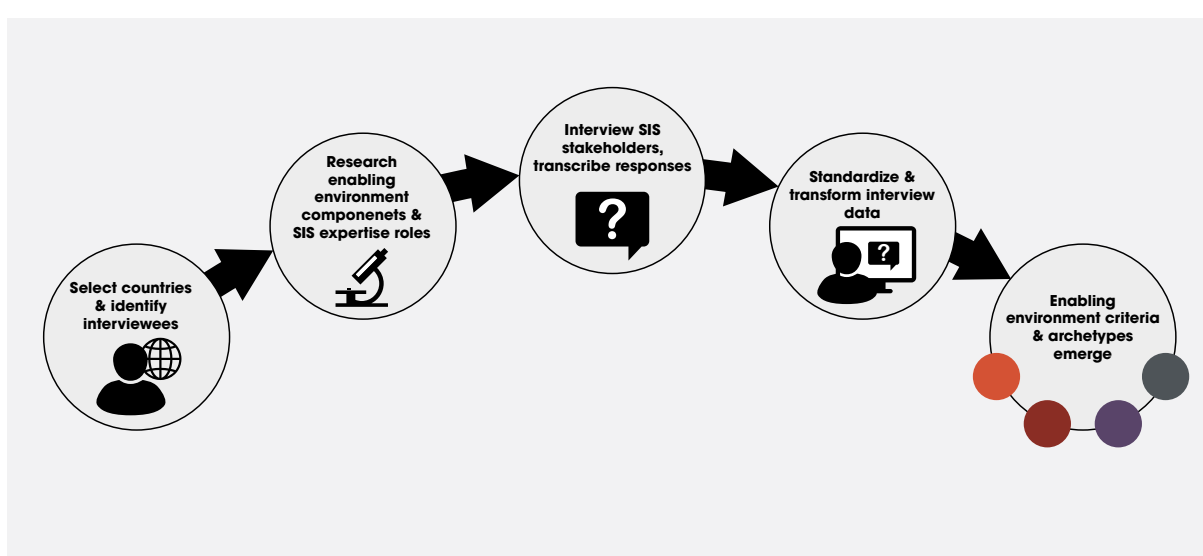 Select countries
& identify
interviewees
Research
enabling
environment
componenets &
SIS expertise roles
Interview SIS
stakeholders,
transcribe responses
?
Standardize &
transform interview
data
?
Enabling
environment criteria
& archetypes
emerge